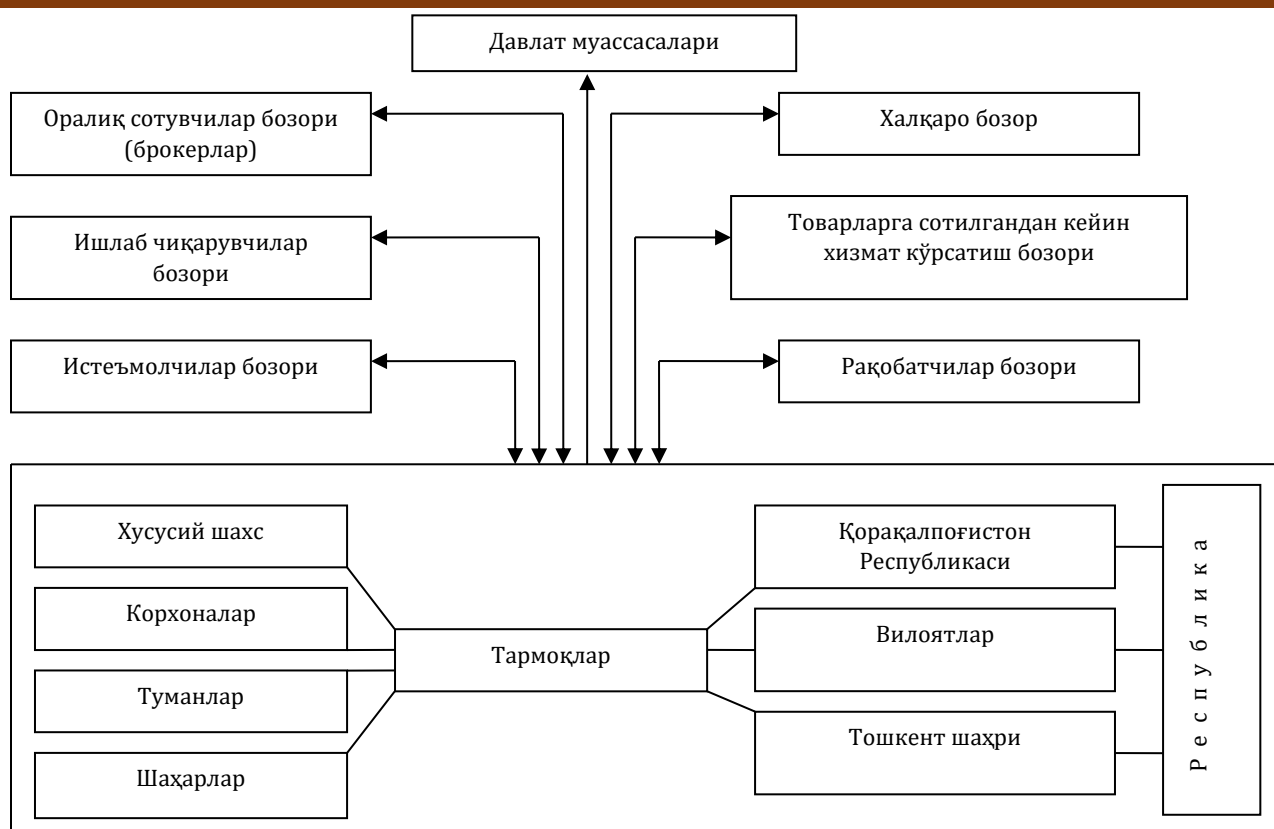 Давлат муассасалари
Оралиқ сотувчилар бозори
(брокерлар)
Халқаро бозор
Ишлаб чиқарувчилар
бозори
Товарларга сотилгандан кейин
хизмат кўрсатиш бозори
Истеъмолчилар бозори
Рақобатчилар бозори
Хусусий шахс
Корхоналар
Туманлар
Шаҳарлар
Тармоқлар
Қорақалпоғистон
Республикаси
Вилоятлар
Тошкент шаҳри
Республика